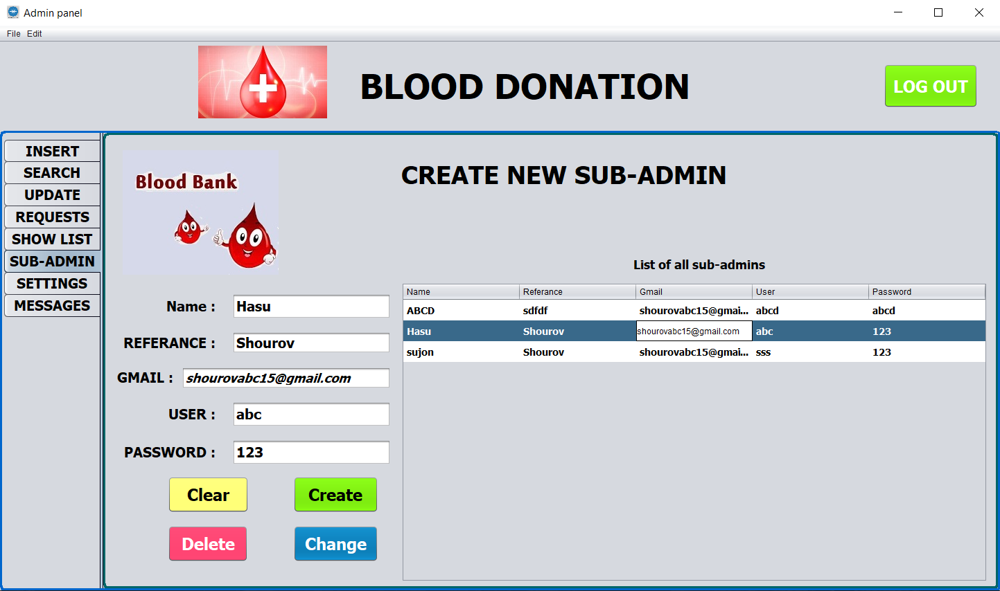 Admin panel
File Edit
BLOOD DONATION
LOG OUT
INSERT
SEARCH
UPDATE
REQUESTS
SHOW LIST
SUB-ADMIN
SETTINGS
MESSAGES
Blood Bank
CREATE NEW SUB-ADMIN
Name : Hasu
REFERANCE : Shourov
GMAIL : shourovabc15@gmail.com
USER : abc
PASSWORD : 123
Clear Create
Delete Change
List of all sub-admins
Name Referance Gmail User Password
ABCD sdfdf shourovabc15@gmai... abcd abcd
Hasu Shourov shourovabc15@gmail.com abc 123
sujon Shourov shourovabc15@gmai... sss 123